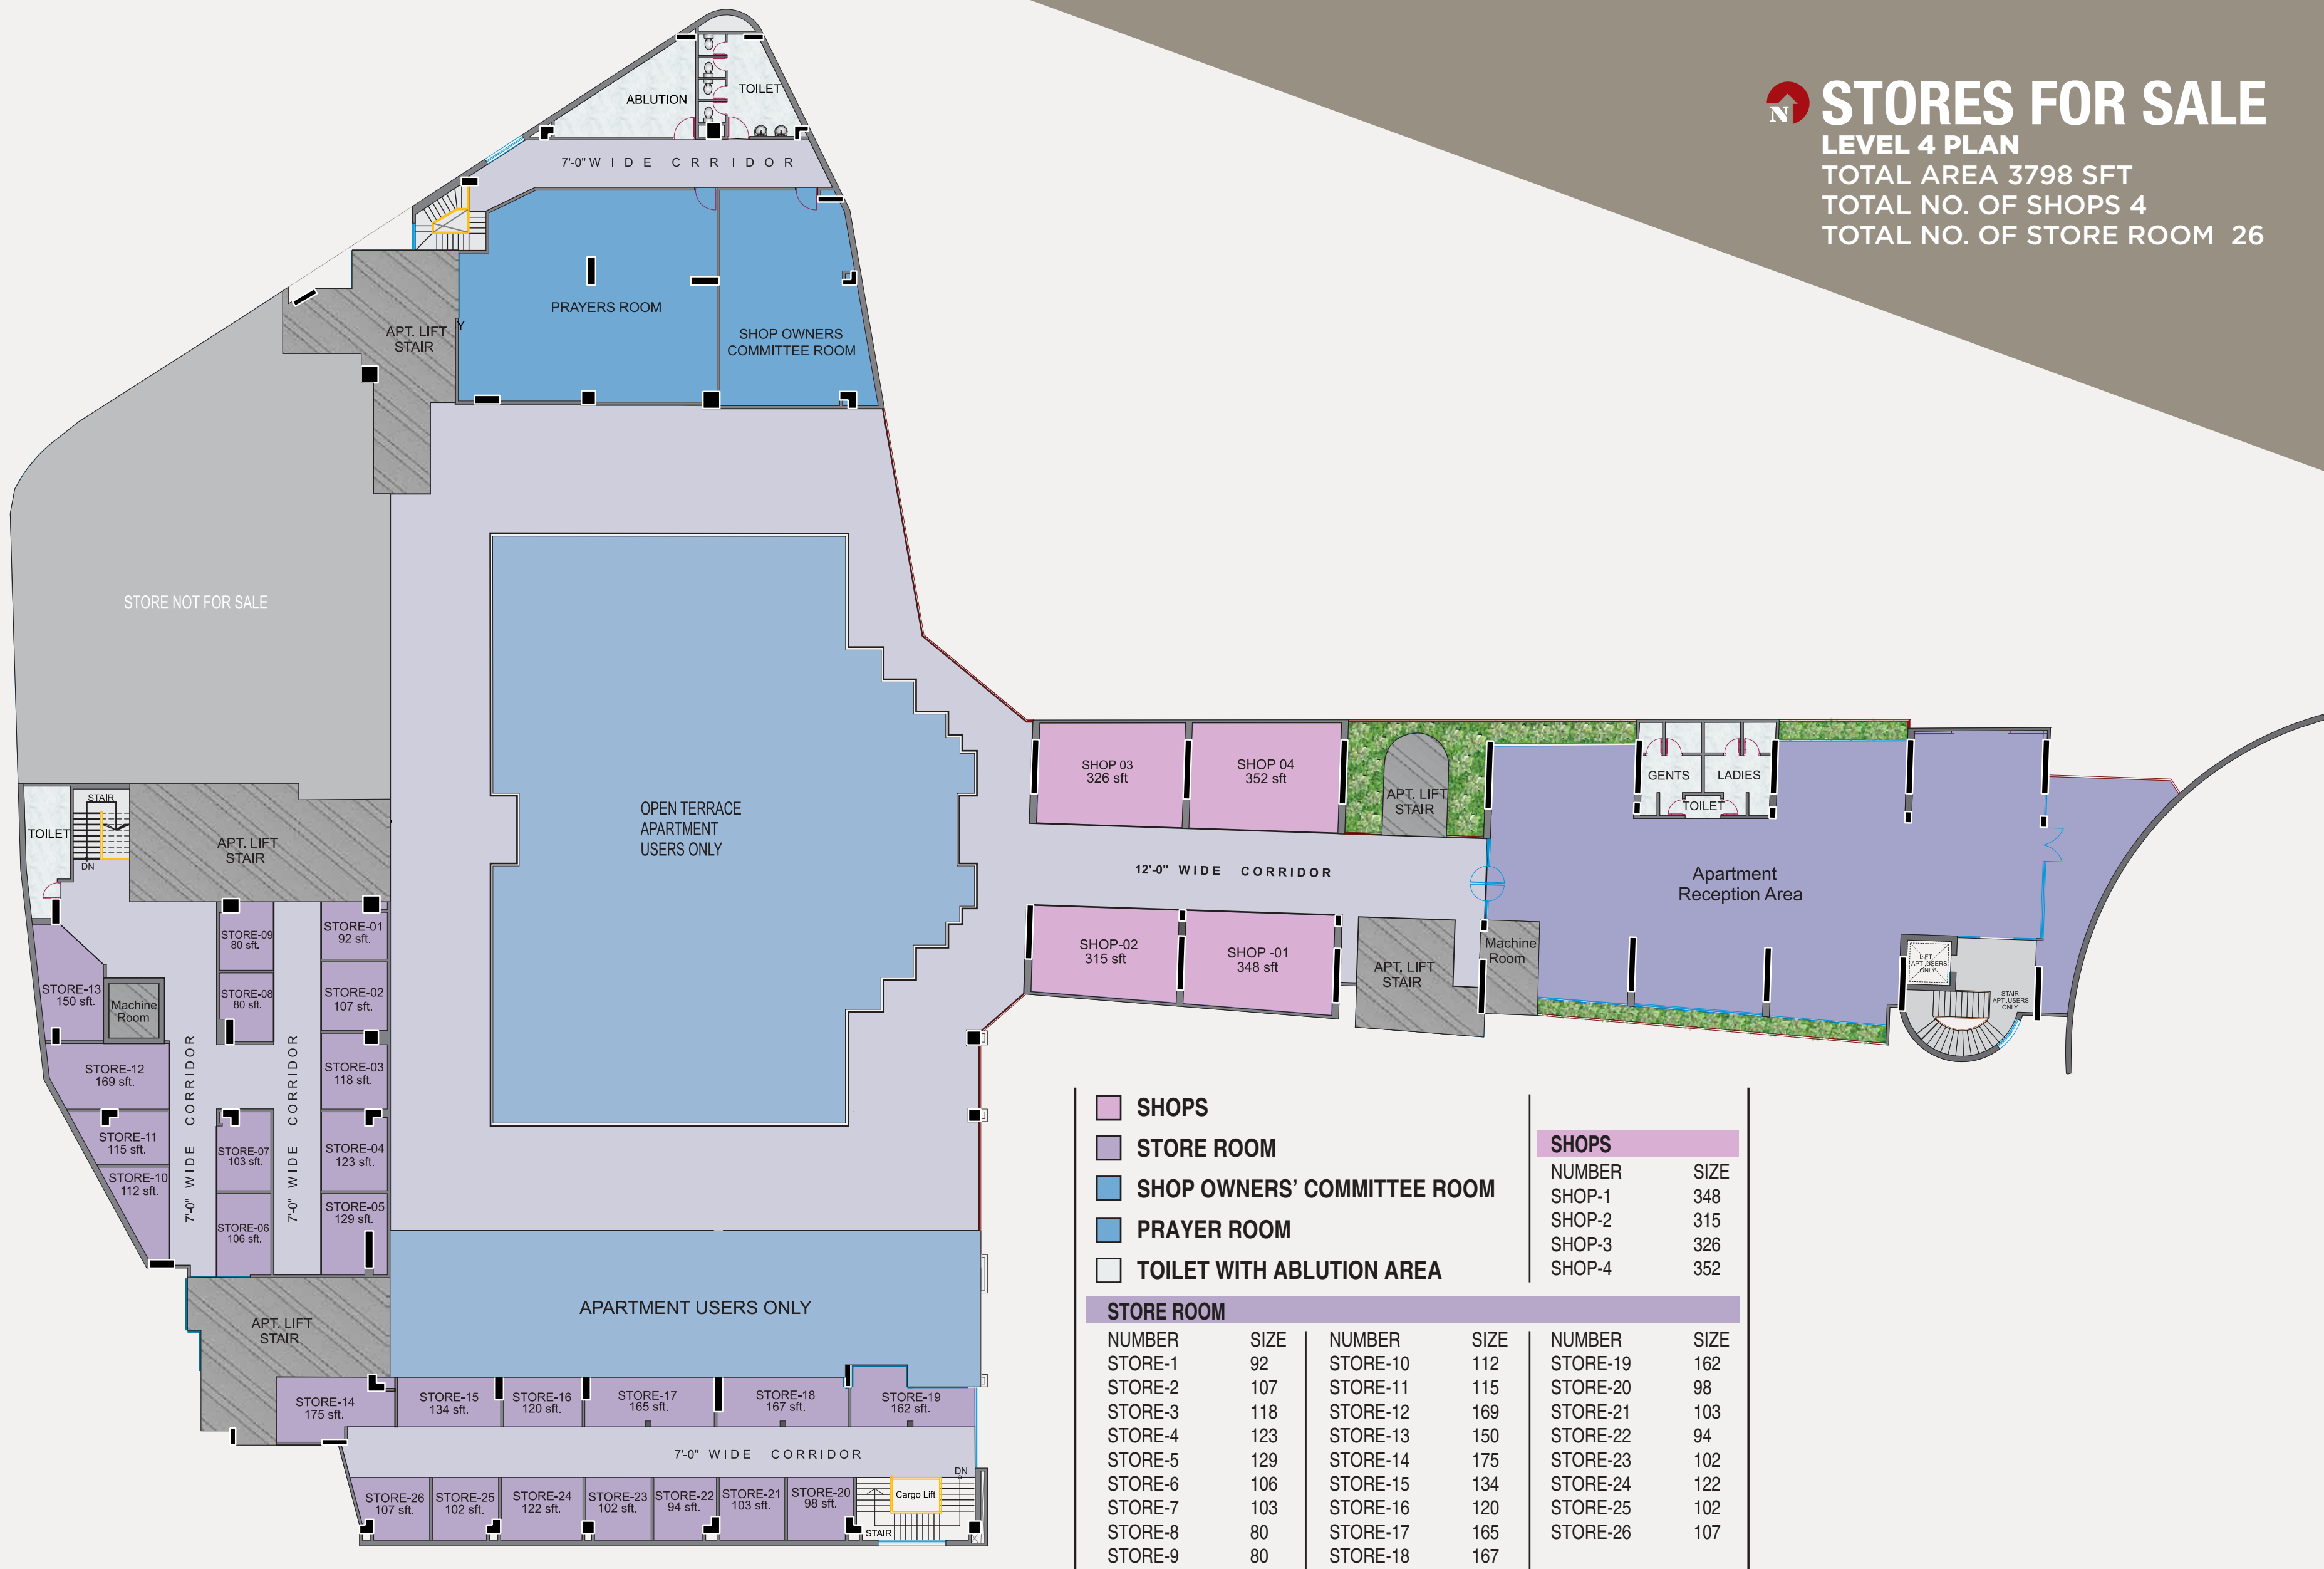 N
STORES FOR SALE
LEVEL 4 PLAN
TOTAL AREA 3798 SFT
TOTAL NO. OF SHOPS 4
TOTAL NO. OF STORE ROOM 26
ABLUTION
TOILET
7'-0" WIDE CRRIDOR
PRAYERS ROOM
SHOP OWNERS
COMMITTEE ROOM
APT. LIFT Y
STAIR
STORE NOT FOR SALE
OPEN TERRACE
APARTMENT
USERS ONLY
SHOP 03
326 sft
SHOP 04
352 sft
APT. LIFT
STAIR
GENTS
LADIES
TOILET
12'-0" WIDE CORRIDOR
Apartment
Reception Area
SHOP-02
315 sft
SHOP -01
348 sft
APT. LIFT
STAIR
Machine
Room
LIFT
APT .USERS
ONLY
STAIR
APT .USERS
ONLY
STAIR
TOILET
DN
APT. LIFT
STAIR
STORE-09
80 sft.
STORE-01
92 sft.
STORE-13
150 sft.
Machine
Room
STORE-08
80 sft.
STORE-02
107 sft.
STORE-12
169 sft.
STORE-03
118 sft.
7'-0" WIDE CORRIDOR
7'-0" WIDE CORRIDOR
STORE-11
115 sft.
STORE-07
103 sft.
STORE-04
123 sft.
STORE-10
112 sft.
STORE-06
106 sft.
STORE-05
129 sft.
APT. LIFT
STAIR
APARTMENT USERS ONLY
STORE-14
175 sft.
STORE-15
134 sft.
STORE-16
120 sft.
STORE-17
165 sft.
STORE-18
167 sft.
STORE-19
162 sft.
7'-0" WIDE CORRIDOR
DN
STORE-26
107 sft.
STORE-25
102 sft.
STORE-24
122 sft.
STORE-23
102 sft.
STORE-22
94 sft.
STORE-21
103 sft.
STORE-20
98 sft.
Cargo Lift
STAIR
SHOPS
STORE ROOM
SHOP OWNERS' COMMITTEE ROOM
PRAYER ROOM
TOILET WITH ABLUTION AREA
SHOPS
NUMBER SIZE
SHOP-1 348
SHOP-2 315
SHOP-3 326
SHOP-4 352
STORE ROOM
NUMBER SIZE NUMBER SIZE NUMBER SIZE
STORE-1 92 STORE-10 112 STORE-19 162
STORE-2 107 STORE-11 115 STORE-20 98
STORE-3 118 STORE-12 169 STORE-21 103
STORE-4 123 STORE-13 150 STORE-22 94
STORE-5 129 STORE-14 175 STORE-23 102
STORE-6 106 STORE-15 134 STORE-24 122
STORE-7 103 STORE-16 120 STORE-25 102
STORE-8 80 STORE-17 165 STORE-26 107
STORE-9 80 STORE-18 167